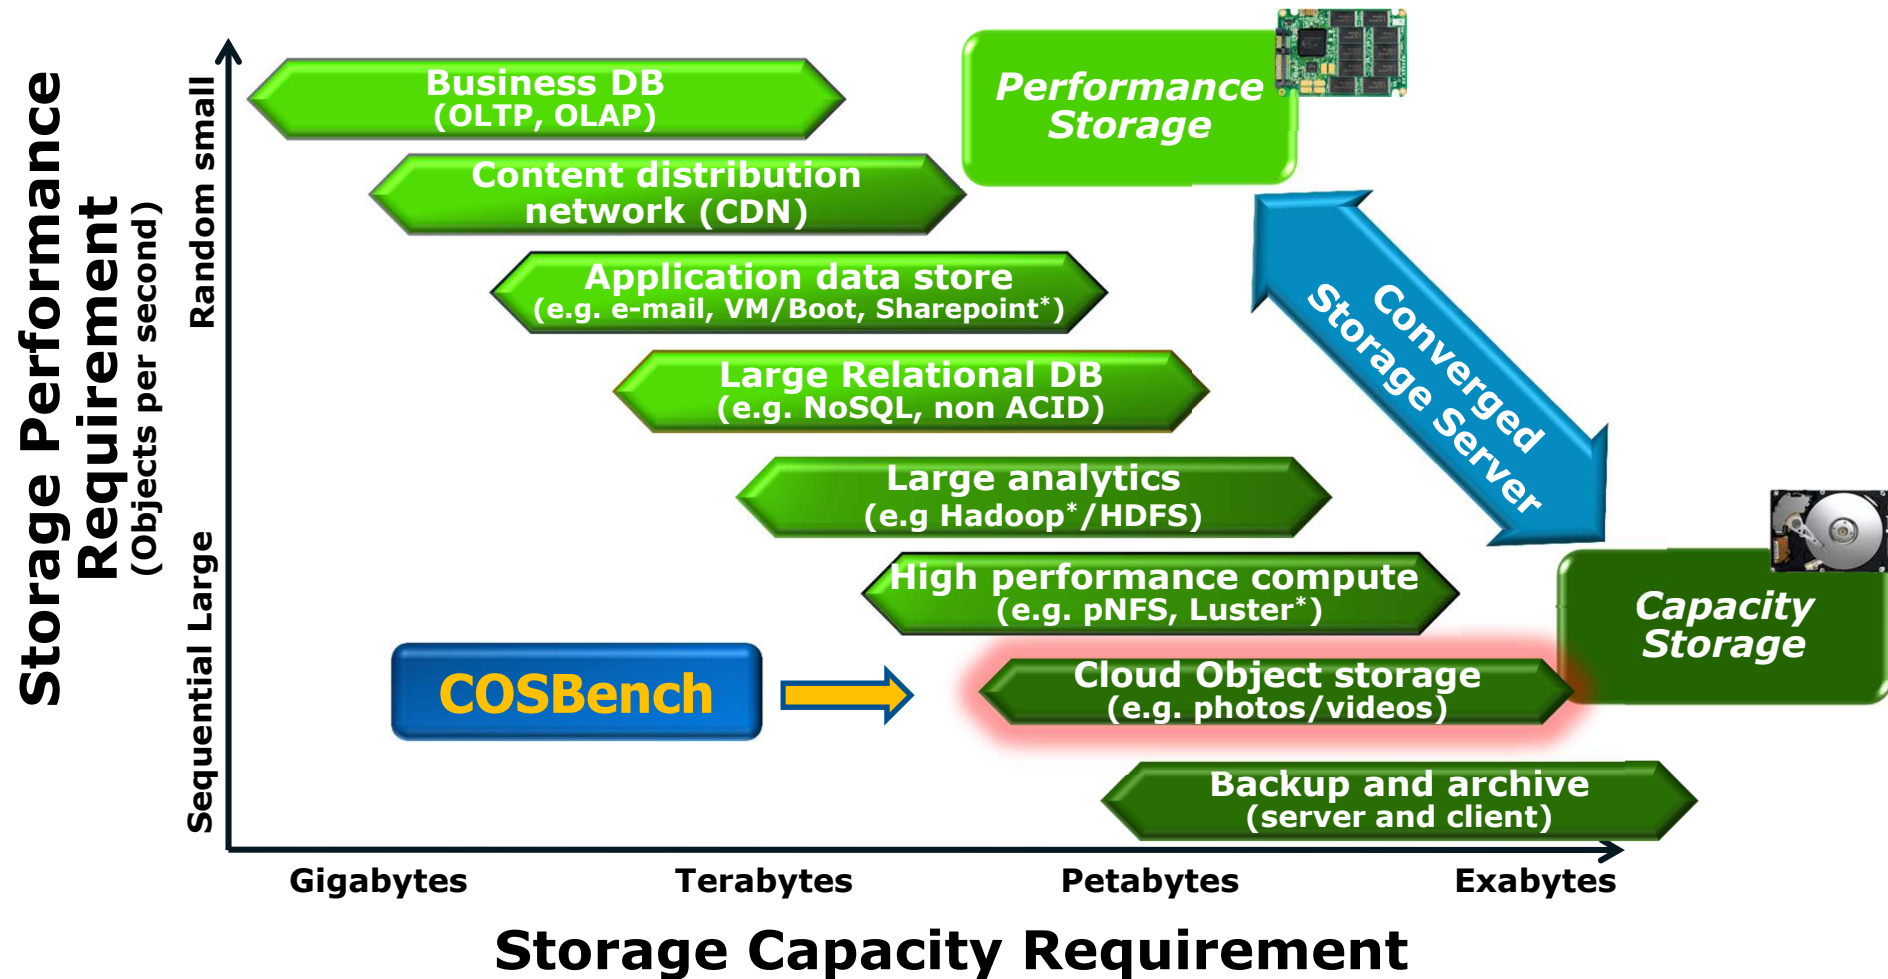 Storage Performance
Requirement
(Objects per second)
Random small
Sequential Large
Business DB
(OLTP, OLAP)
Content distribution
network (CDN)
Application data store
(e.g. e-mail, VM/Boot, Sharepoint*)
Large Relational DB
(e.g. NoSQL, non ACID)
Large analytics
(e.g Hadoop*/HDFS)
High performance compute
(e.g. pNFS, Luster*)
COSBench
Cloud Object storage
(e.g. photos/videos)
Backup and archive
(server and client)
Performance
Storage
Converged
Storage Server
Capacity
Storage
Gigabytes
Terabytes
Petabytes
Exabytes
Storage Capacity Requirement